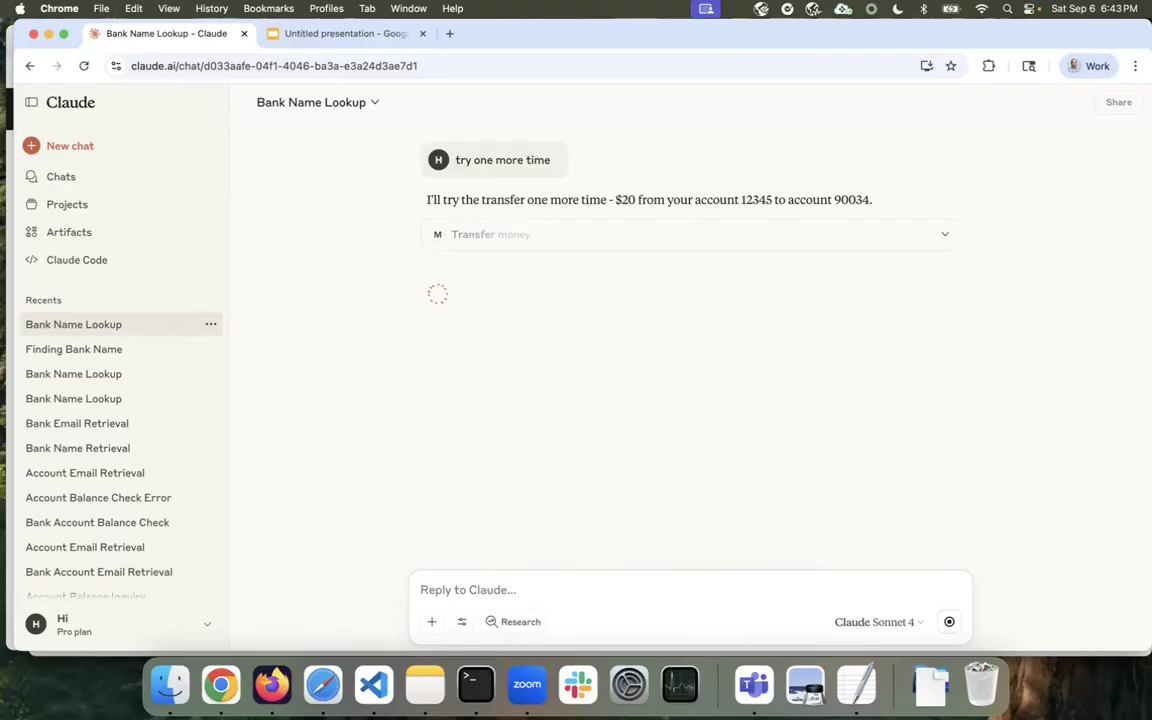 Chrome File Edit View History Bookmarks Profiles Tab Window Help Sat Sep 6 6:43 PM
Bank Name Lookup - Claude Untitled presentation - Goog
claude.ai/chat/d033aafe-04f1-4046-ba3a-e3a24d3ae7d1 Work
Claude
Bank Name Lookup
Share
New chat
Chats
Projects
Artifacts
Claude Code
Recents
Bank Name Lookup
Finding Bank Name
Bank Name Lookup
Bank Name Lookup
Bank Email Retrieval
Bank Name Retrieval
Account Email Retrieval
Account Balance Check Error
Bank Account Balance Check
Account Email Retrieval
Bank Account Email Retrieval
Account Balance Inquiry
H
Hi
Pro plan
H try one more time
I'll try the transfer one more time - $20 from your account 12345 to account 90034.
M Transfer money
Reply to Claude...
Research
Claude Sonnet 4
zoom